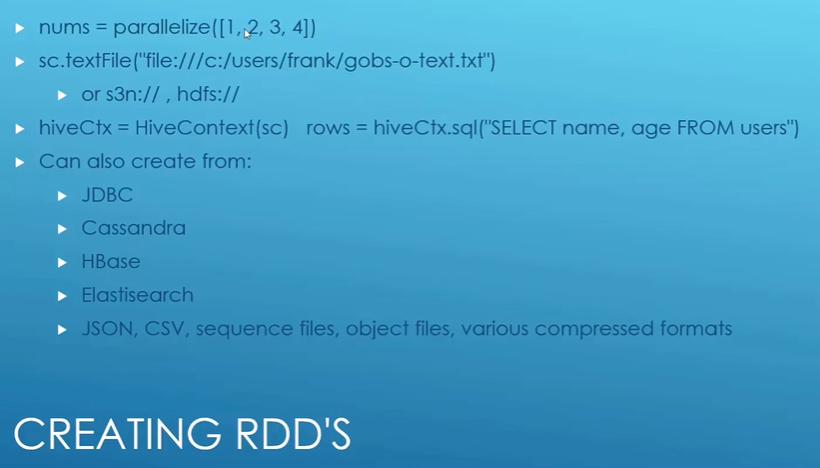 nums = parallelize([1, 2, 3, 4])
sc.textFile("file:///c:/users/frank/gobs-o-text.txt")
or s3n:// , hdfs://
hiveCtx = HiveContext(sc)   rows = hiveCtx.sql("SELECT name, age FROM users")
Can also create from:
JDBC
Cassandra
HBase
Elastisearch
JSON, CSV, sequence files, object files, various compressed formats
CREATING RDD'S